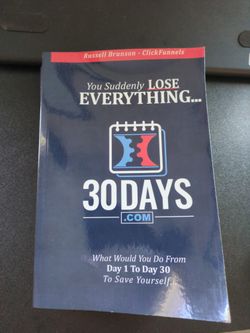 Russell Brunson - ClickFunnels
You Suddenly LOSE
EVERYTHING...
30DAYS
.COM
...What Would You Do From
Day 1 To Day 30
To Save Yourself...